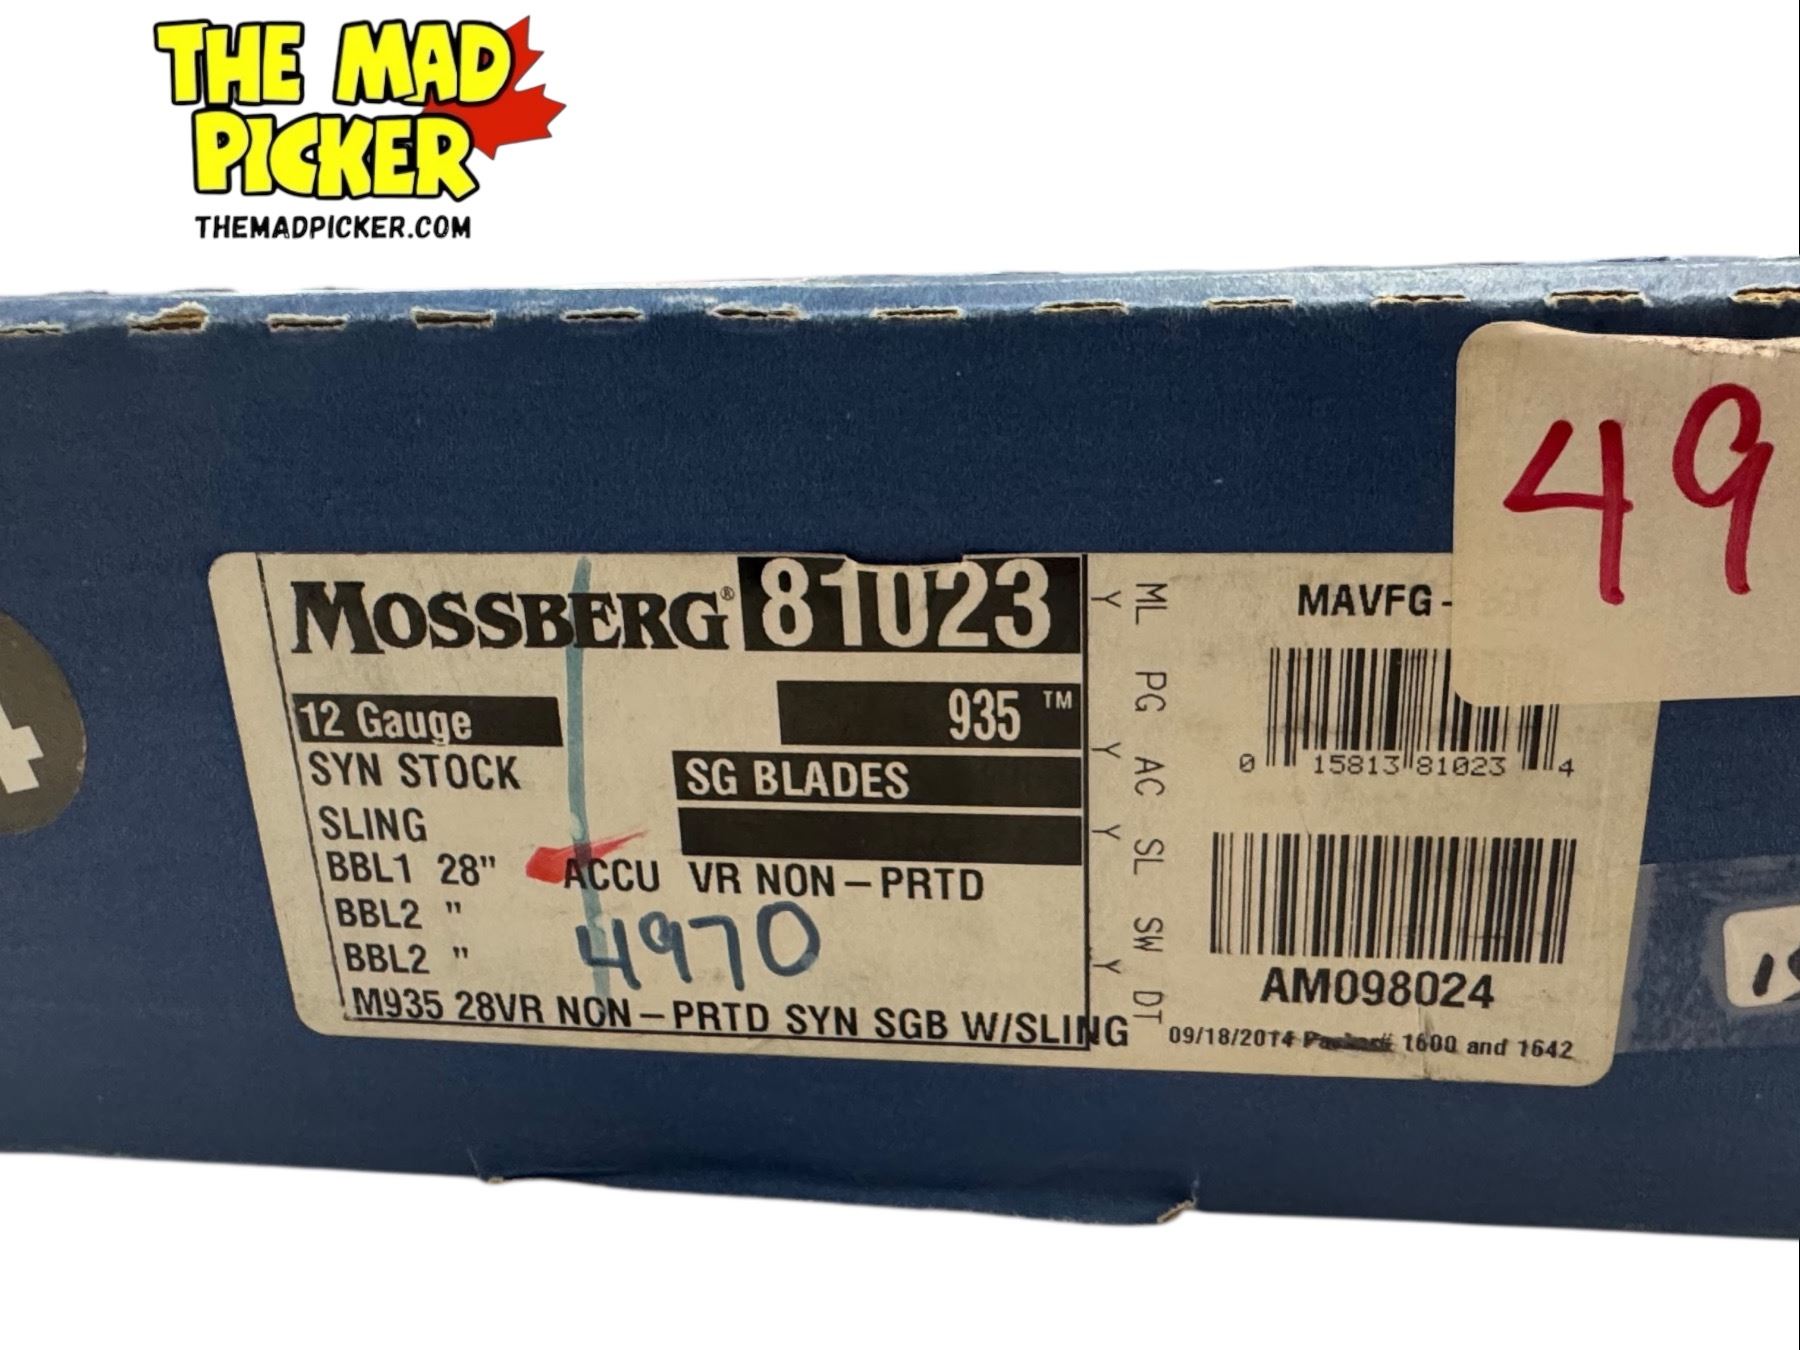 THE MAD
PICKER
THEMADPICKER.COM
49
MOSSBERG® 81023
12 Gauge 935 ™
SYN STOCK SG BLADES
SLING
BBL1 28" ACCU VR NON-PRTD
BBL2 "
BBL2 "
4970
M935 28VR NON-PRTD SYN SGB W/SLING
Y Y Y Y
ML PG AC SL SW DT
MAVFG-
0 15813 81023 4
AM098024
09/18/2014 1600 and 1642
4